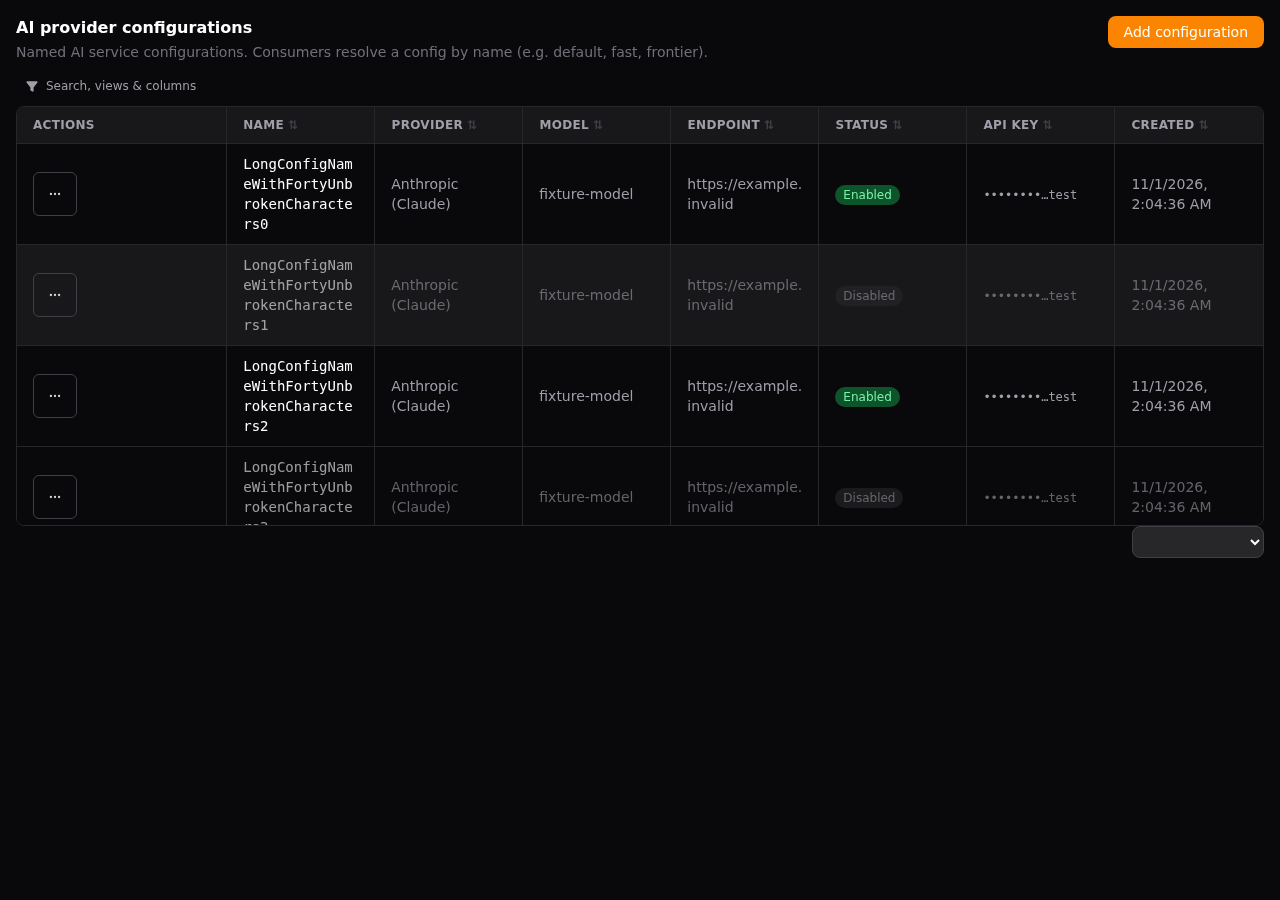 AI provider configurations
Named AI service configurations. Consumers resolve a config by name (e.g. default, fast, frontier).
Add configuration
Search, views & columns
ACTIONS NAME ⇅ PROVIDER ⇅ MODEL ⇅ ENDPOINT ⇅ STATUS ⇅ API KEY ⇅ CREATED ⇅
LongConfigNam
eWithFortyUnb
rokenCharacte
rs0
Anthropic
(Claude)
fixture-model
https://example.
invalid
Enabled
••••••••…test
11/1/2026,
2:04:36 AM
LongConfigNam
eWithFortyUnb
rokenCharacte
rs1
Anthropic
(Claude)
fixture-model
https://example.
invalid
Disabled
••••••••…test
11/1/2026,
2:04:36 AM
LongConfigNam
eWithFortyUnb
rokenCharacte
rs2
Anthropic
(Claude)
fixture-model
https://example.
invalid
Enabled
••••••••…test
11/1/2026,
2:04:36 AM
LongConfigNam
eWithFortyUnb
rokenCharacte
Anthropic
(Claude)
fixture-model
https://example.
invalid
Disabled
••••••••…test
11/1/2026,
2:04:36 AM